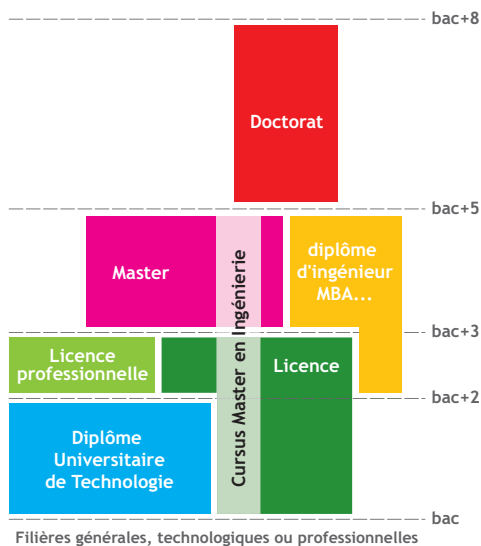 bac+8
Doctorat
bac+5
Master
Cursus Master en Ingénierie
diplôme
d'ingénieur
MBA...
bac+3
Licence
professionnelle
Licence
bac+2
Diplôme
Universitaire
de Technologie
bac
Filières générales, technologiques ou professionnelles